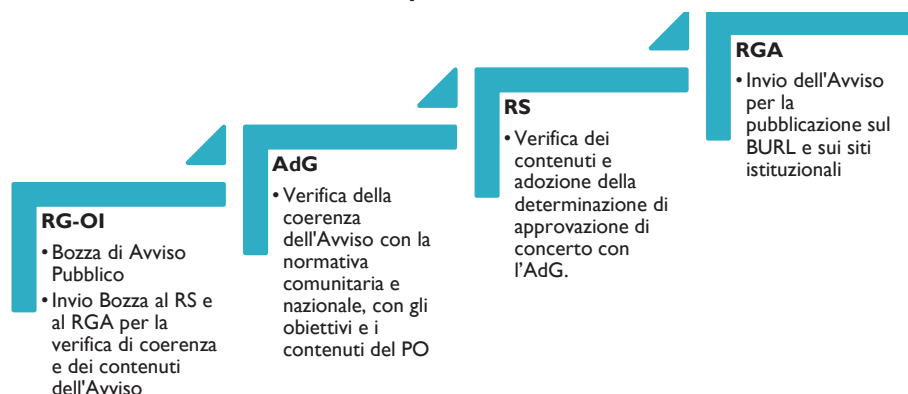 RG-OI
• Bozza di Avviso
Pubblico
• Invio Bozza al RS e
al RGA per la
verifica di coerenza
e dei contenuti
dell'Avviso
AdG
• Verifica della
coerenza
dell'Avviso con la
normativa
comunitaria e
nazionale, con gli
obiettivi e i
contenuti del PO
RS
• Verifica dei
contenuti e
adozione della
determinazione di
approvazione di
concerto con
l’AdG.
RGA
• Invio dell'Avviso
per la
pubblicazione sul
BURL e sui siti
istituzionali